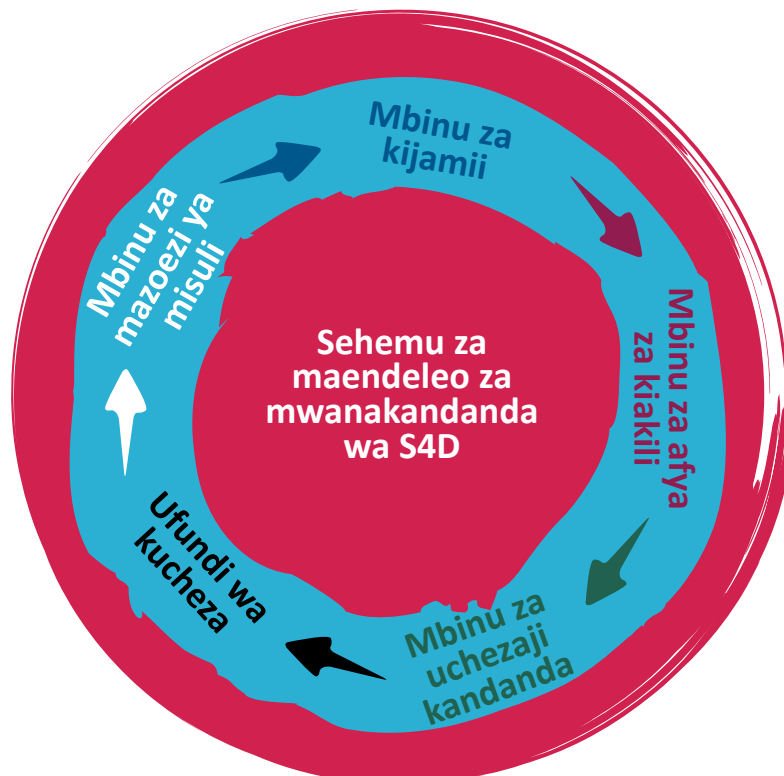 Mbinu za
kijamii
Mbinu za afya
za kiakili
Mbinu za
uchezaji
kandanda
Ufundi wa
kucheza
Mbinu za
mazoezi ya
misuli
Sehemu za
maendeleo za
mwanakandanda
wa S4D